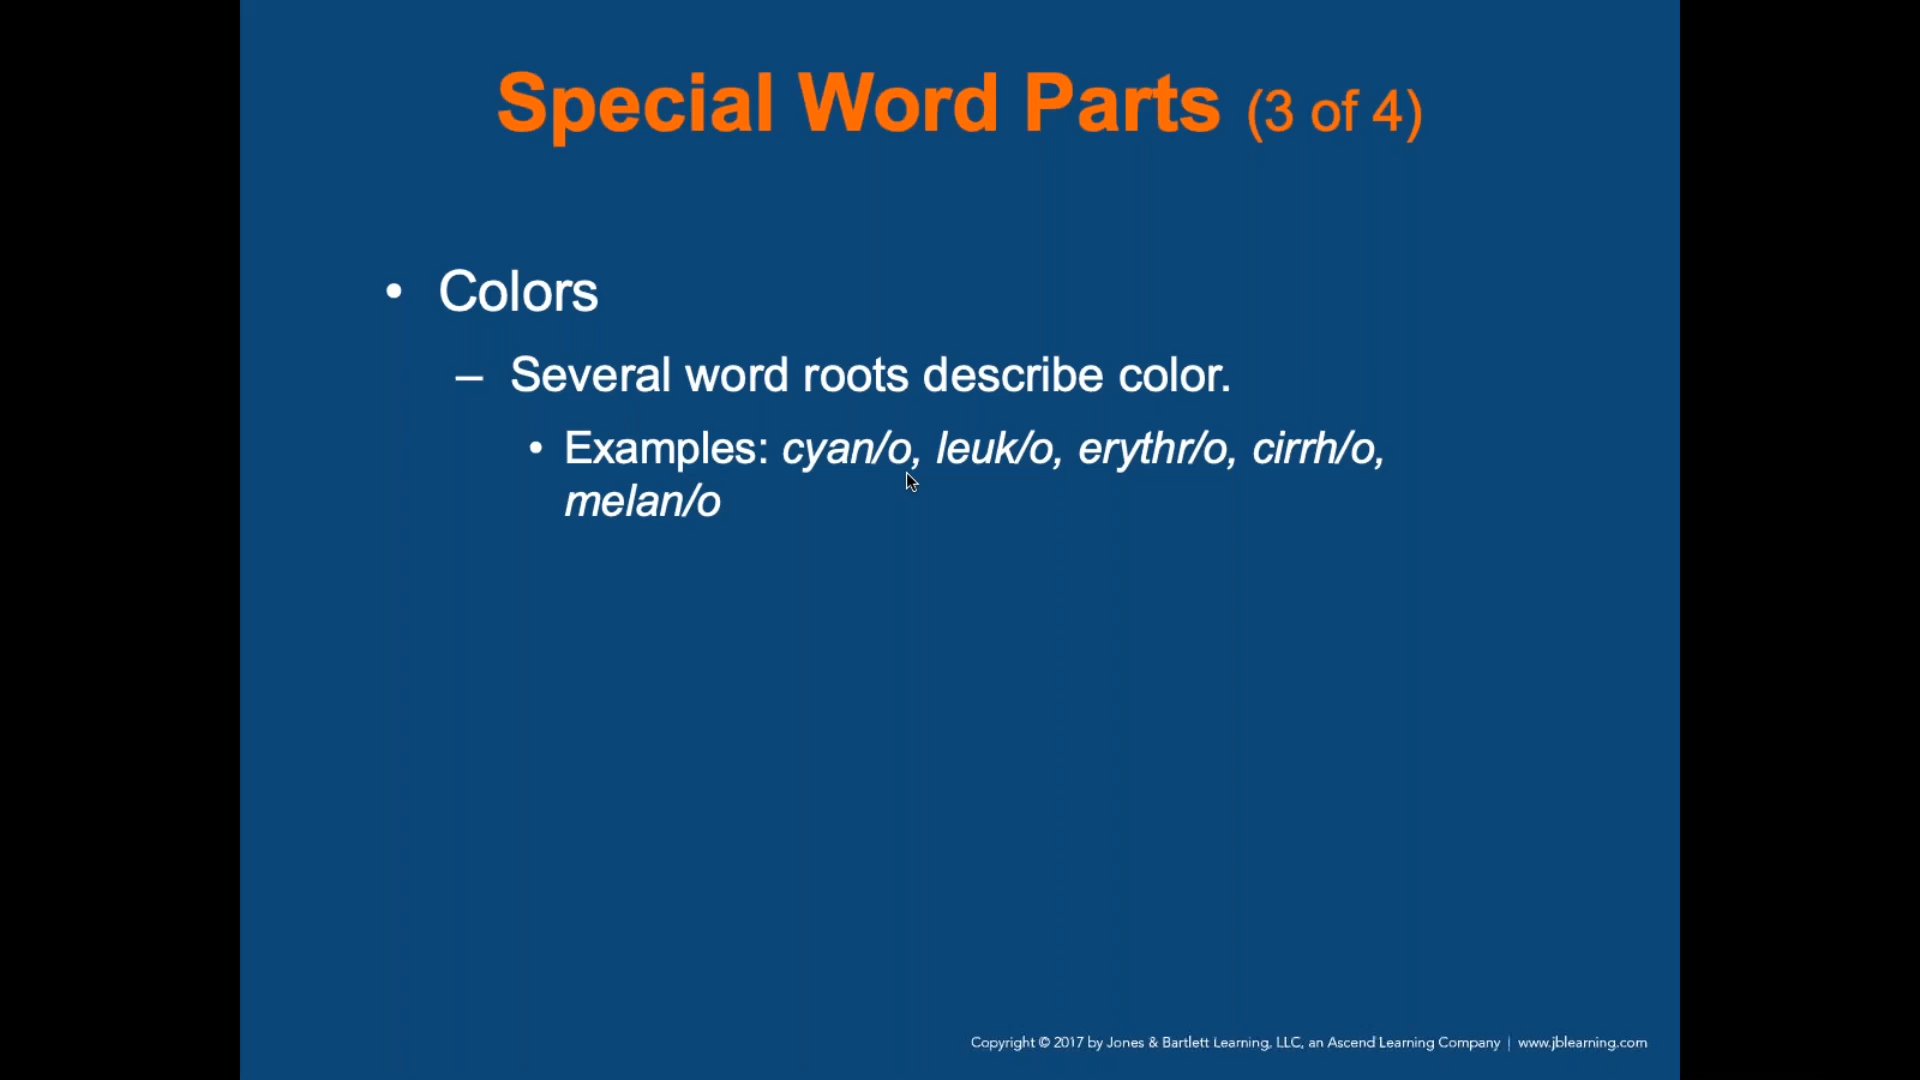 Special Word Parts (3 of 4)
• Colors
– Several word roots describe color.
• Examples: cyan/o, leuk/o, erythr/o, cirrh/o,
melan/o
Copyright © 2017 by Jones & Bartlett Learning, LLC, an Ascend Learning Company | www.jblearning.com